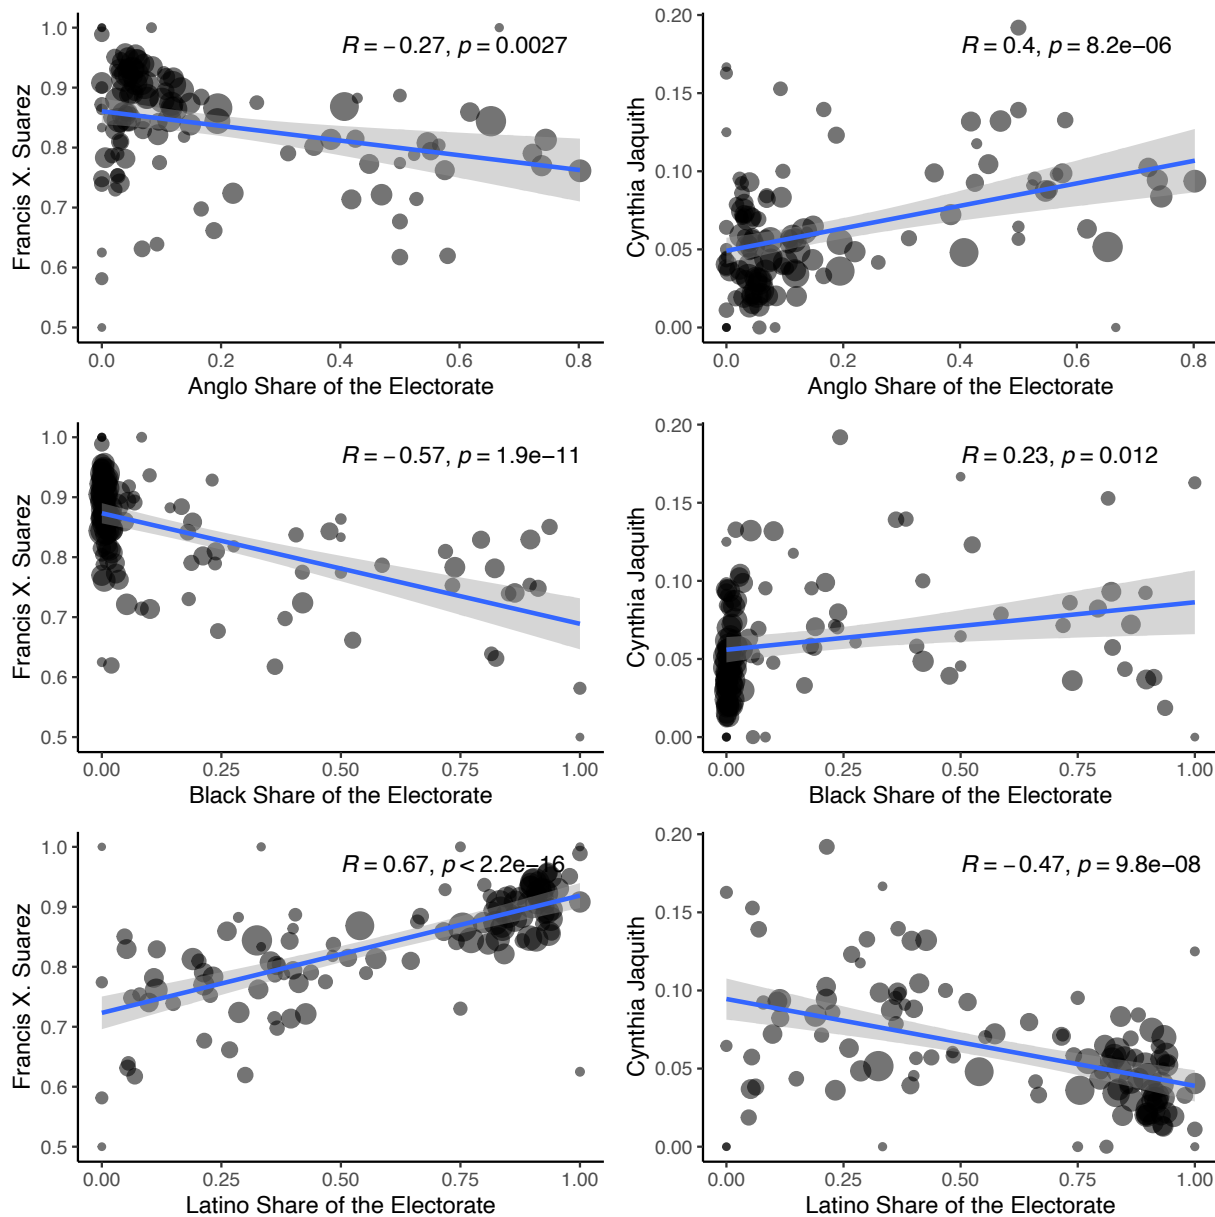 R = −0.27, p = 0.0027
1.0
0.9
0.8
0.7
0.6
0.5
Francis X. Suarez
0.0 0.2 0.4 0.6 0.8
Anglo Share of the Electorate
R = 0.4, p = 8.2e−06
0.20
0.15
0.10
0.05
0.00
Cynthia Jaquith
0.0 0.2 0.4 0.6 0.8
Anglo Share of the Electorate
R = −0.57, p = 1.9e−11
1.0
0.9
0.8
0.7
0.6
0.5
Francis X. Suarez
0.00 0.25 0.50 0.75 1.00
Black Share of the Electorate
R = 0.23, p = 0.012
0.20
0.15
0.10
0.05
0.00
Cynthia Jaquith
0.00 0.25 0.50 0.75 1.00
Black Share of the Electorate
R = 0.67, p < 2.2e−16
1.0
0.9
0.8
0.7
0.6
0.5
Francis X. Suarez
0.00 0.25 0.50 0.75 1.00
Latino Share of the Electorate
R = −0.47, p = 9.8e−08
0.20
0.15
0.10
0.05
0.00
Cynthia Jaquith
0.00 0.25 0.50 0.75 1.00
Latino Share of the Electorate